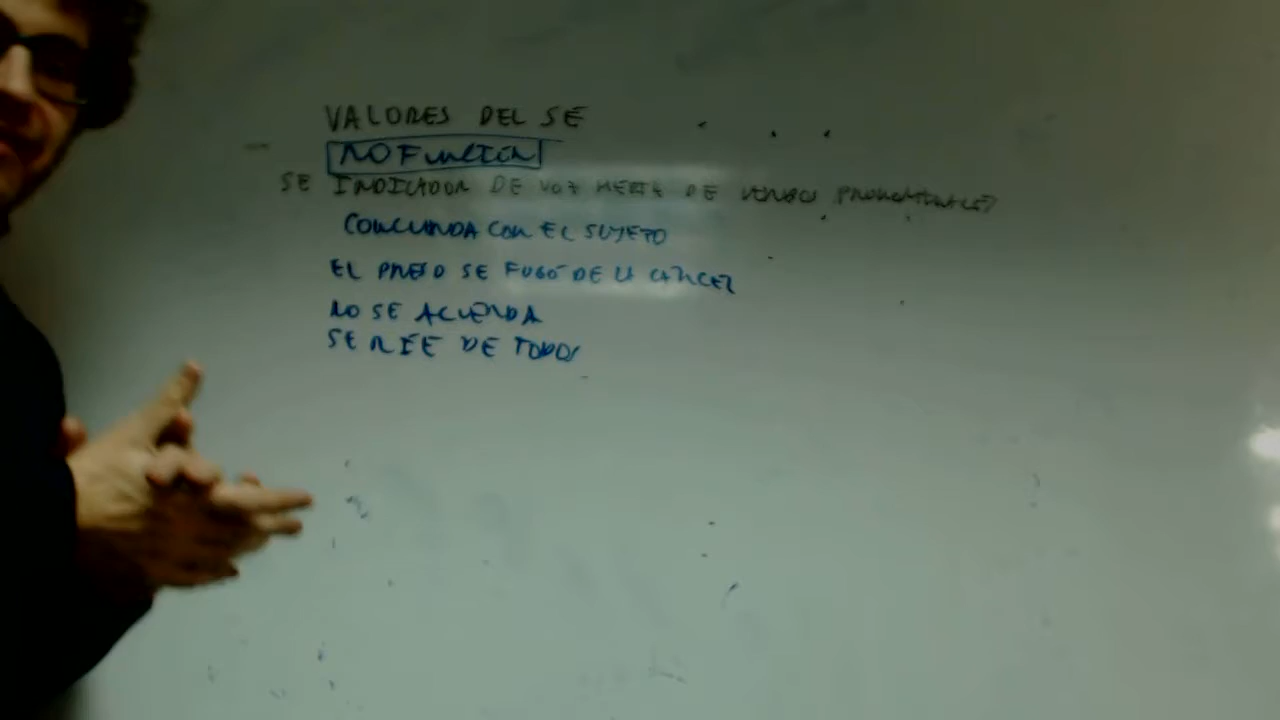 VALORES DEL SE
NO FUNCIÓN
SE INDICADOR DE VOZ MEDIA DE VERBOS PRONOMINALES
CONCUERDA CON EL SUJETO
EL PRESO SE FUGÓ DE LA CÁRCEL
NO SE ACUERDA
SE RÍE DE TODOS